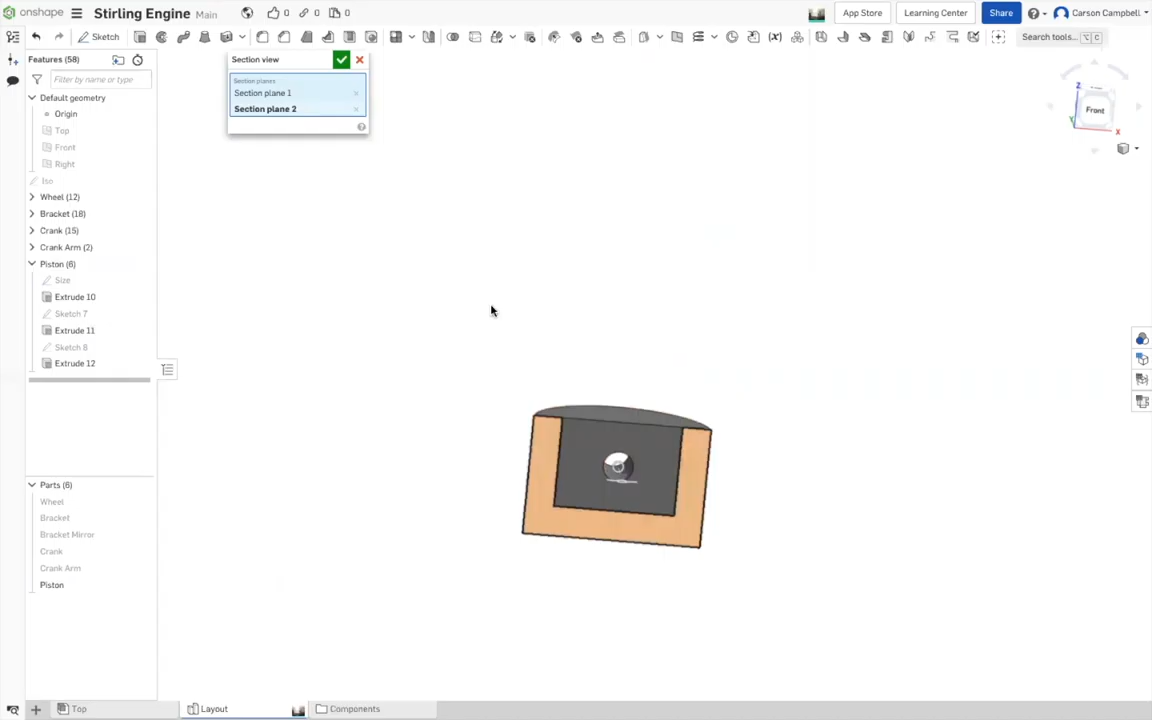 onshape Stirling Engine Main 0 0 0 App Store Learning Center Share Carson Campbell
Sketch Search tools... ⌥ C
Features (58)
Filter by name or type
Default geometry
Origin
Top
Front
Right
Iso
Wheel (12)
Bracket (18)
Crank (15)
Crank Arm (2)
Piston (6)
Size
Extrude 10
Sketch 7
Extrude 11
Sketch 8
Extrude 12
Parts (6)
Wheel
Bracket
Bracket Mirror
Crank
Crank Arm
Piston
Section view
Section planes
Section plane 1
Section plane 2
Z
Front
Y
X
Top Layout Components